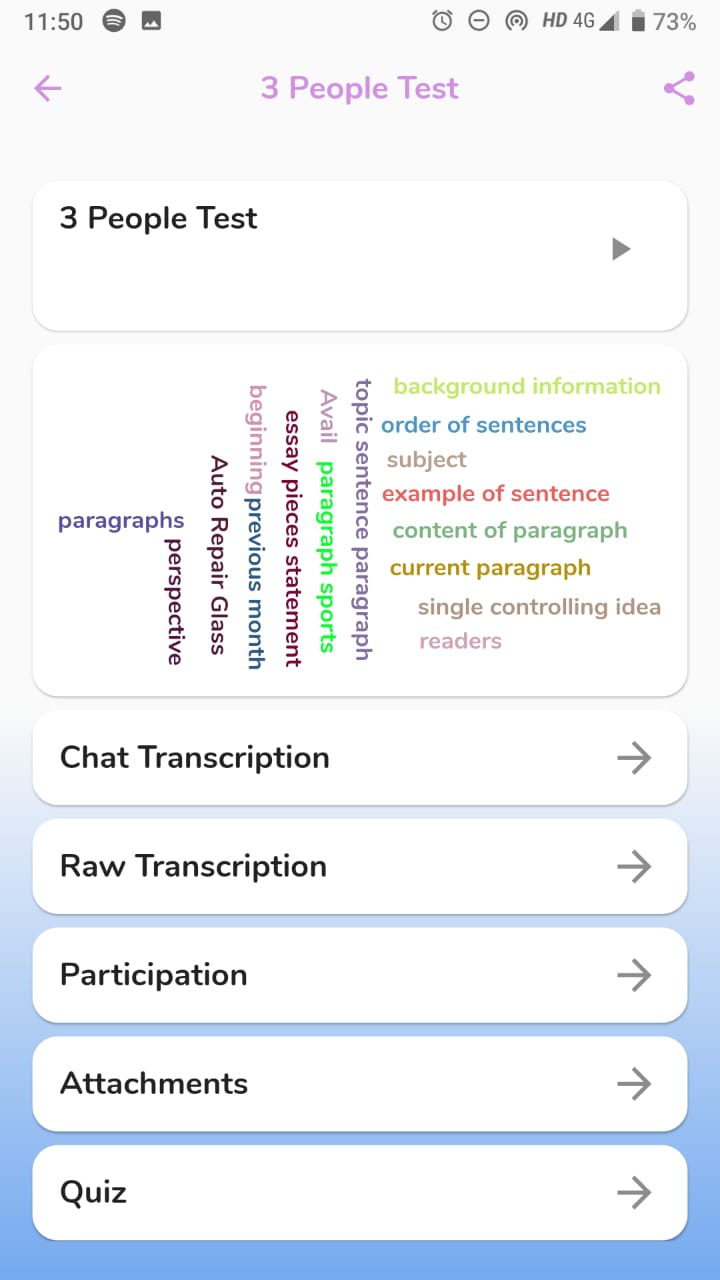 11:50 HD 4G 73%
3 People Test
3 People Test
paragraphs
perspective
Auto Repair Glass
beginning
previous month
essay pieces statement
Avail
paragraph sports
topic sentence paragraph
background information
order of sentences
subject
example of sentence
content of paragraph
current paragraph
single controlling idea
readers
Chat Transcription
Raw Transcription
Participation
Attachments
Quiz